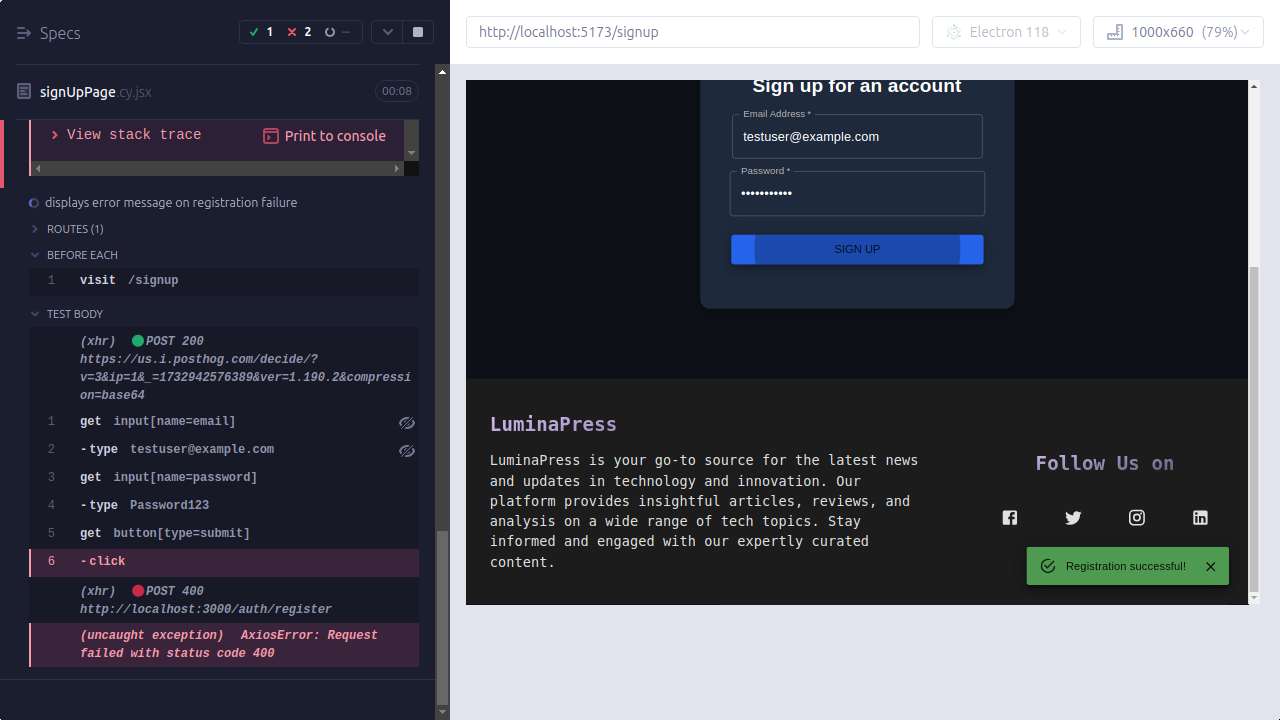 Specs
1 2 --
http://localhost:5173/signup
Electron 118
1000x660 (79%)
signUpPage.cy.jsx
00:08
View stack trace
Print to console
displays error message on registration failure
ROUTES (1)
BEFORE EACH
1 visit /signup
TEST BODY
(xhr) POST 200
https://us.i.posthog.com/decide/?
v=3&ip=1&_=1732942576389&ver=1.190.2&compressi
on=base64
1 get input[name=email]
2 -type testuser@example.com
3 get input[name=password]
4 -type Password123
5 get button[type=submit]
6 -click
(xhr) POST 400
http://localhost:3000/auth/register
(uncaught exception) AxiosError: Request
failed with status code 400
Sign up for an account
Email Address *
testuser@example.com
Password *
•••••••••••
SIGN UP
LuminaPress
LuminaPress is your go-to source for the latest news
and updates in technology and innovation. Our
platform provides insightful articles, reviews, and
analysis on a wide range of tech topics. Stay
informed and engaged with our expertly curated
content.
Follow Us on
Registration successful!